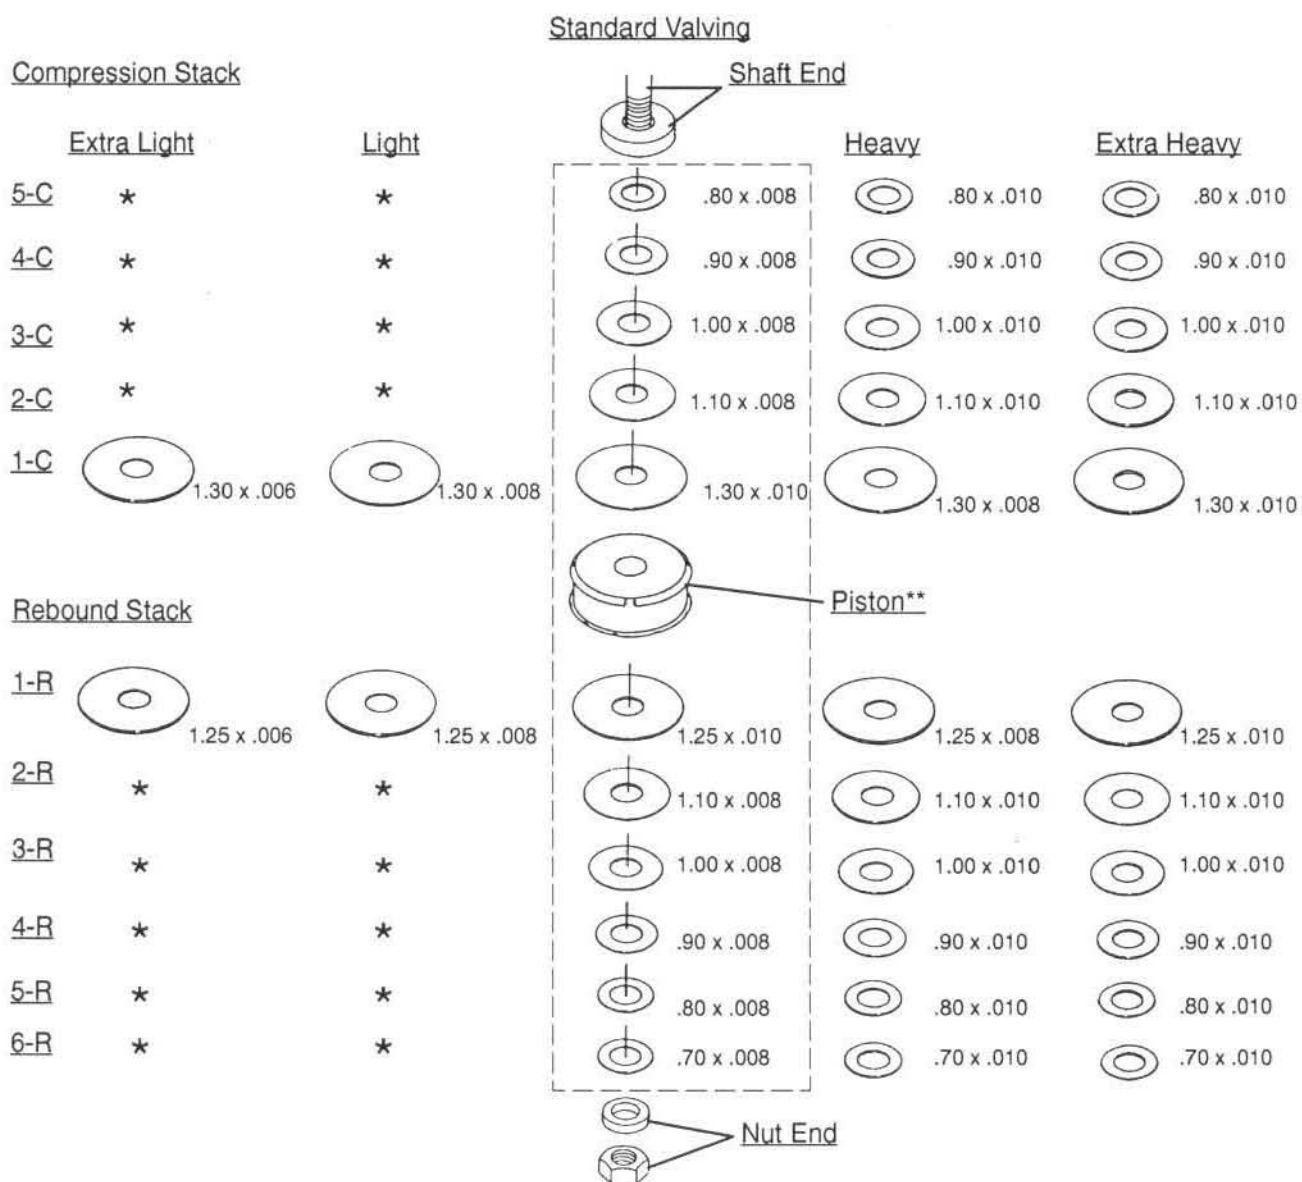 Standard Valving
Compression Stack
Shaft End
Extra Light Light Heavy Extra Heavy
5-C * * .80 x .008 .80 x .010 .80 x .010
4-C * * .90 x .008 .90 x .010 .90 x .010
3-C * * 1.00 x .008 1.00 x .010 1.00 x .010
2-C * * 1.10 x .008 1.10 x .010 1.10 x .010
1-C 1.30 x .006 1.30 x .008 1.30 x .010 1.30 x .008 1.30 x .010
Piston**
Rebound Stack
1-R 1.25 x .006 1.25 x .008 1.25 x .010 1.25 x .008 1.25 x .010
2-R * * 1.10 x .008 1.10 x .010 1.10 x .010
3-R * * 1.00 x .008 1.00 x .010 1.00 x .010
4-R * * .90 x .008 .90 x .010 .90 x .010
5-R * * .80 x .008 .80 x .010 .80 x .010
6-R * * .70 x .008 .70 x .010 .70 x .010
Nut End